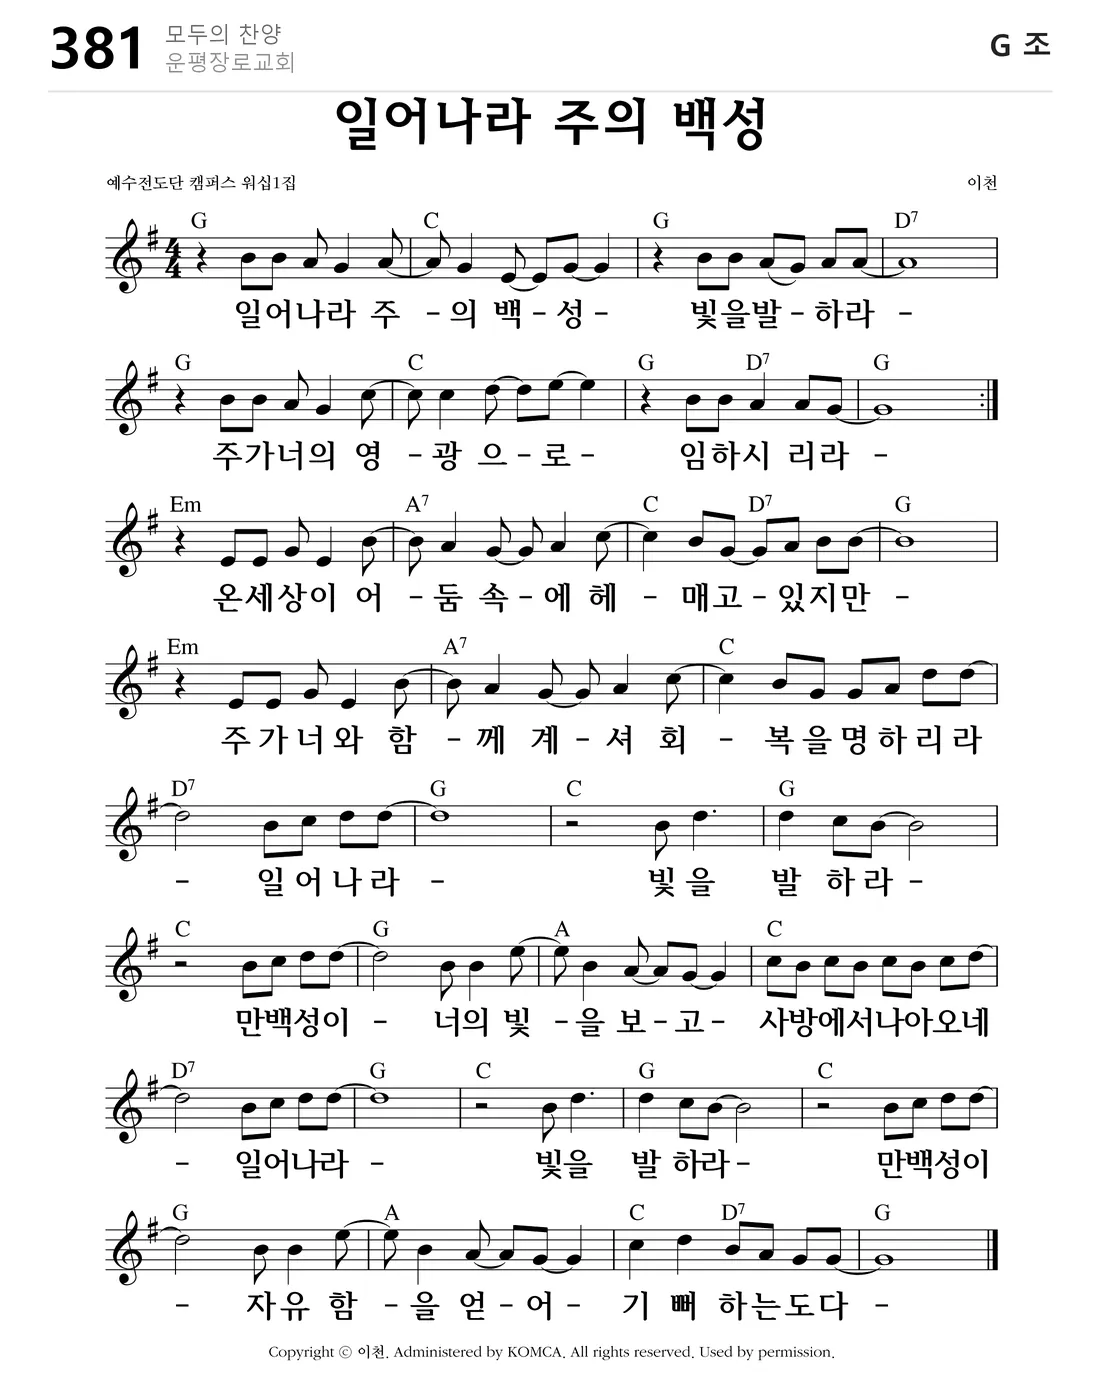 381 모두의 찬양
운평장로교회
G 조
일어나라 주의 백성
예수전도단 캠퍼스 워십1집 이천
G C G D7
4
4
일어나라 주 - 의 백 - 성 - 빛을발 - 하라 -
G C G D7 G
주가너의 영 - 광 으 - 로 - 임하시 리라 -
Em A7 C D7 G
온세상이 어 - 둠 속 - 에 헤 - 매고 - 있지만 -
Em A7 C
주가너와 함 - 께 계 - 셔 회 - 복을명하리라
D7 G C G
- 일어나라 - 빛을 발 하라 -
C G A C
만백성이 - 너의 빛 - 을 보 - 고 - 사방에서나아오네
D7 G C G C
- 일어나라 - 빛을 발 하라 - 만백성이
G A C D7 G
- 자유 함 - 을 얻 - 어 - 기 뻐 하는도다 -
Copyright ⓒ 이천. Administered by KOMCA. All rights reserved. Used by permission.